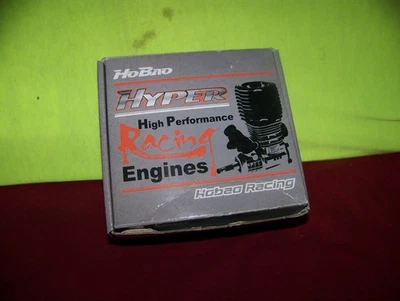 HoBao
HYPER
High Performance
Racing
Engines
Hobao Racing